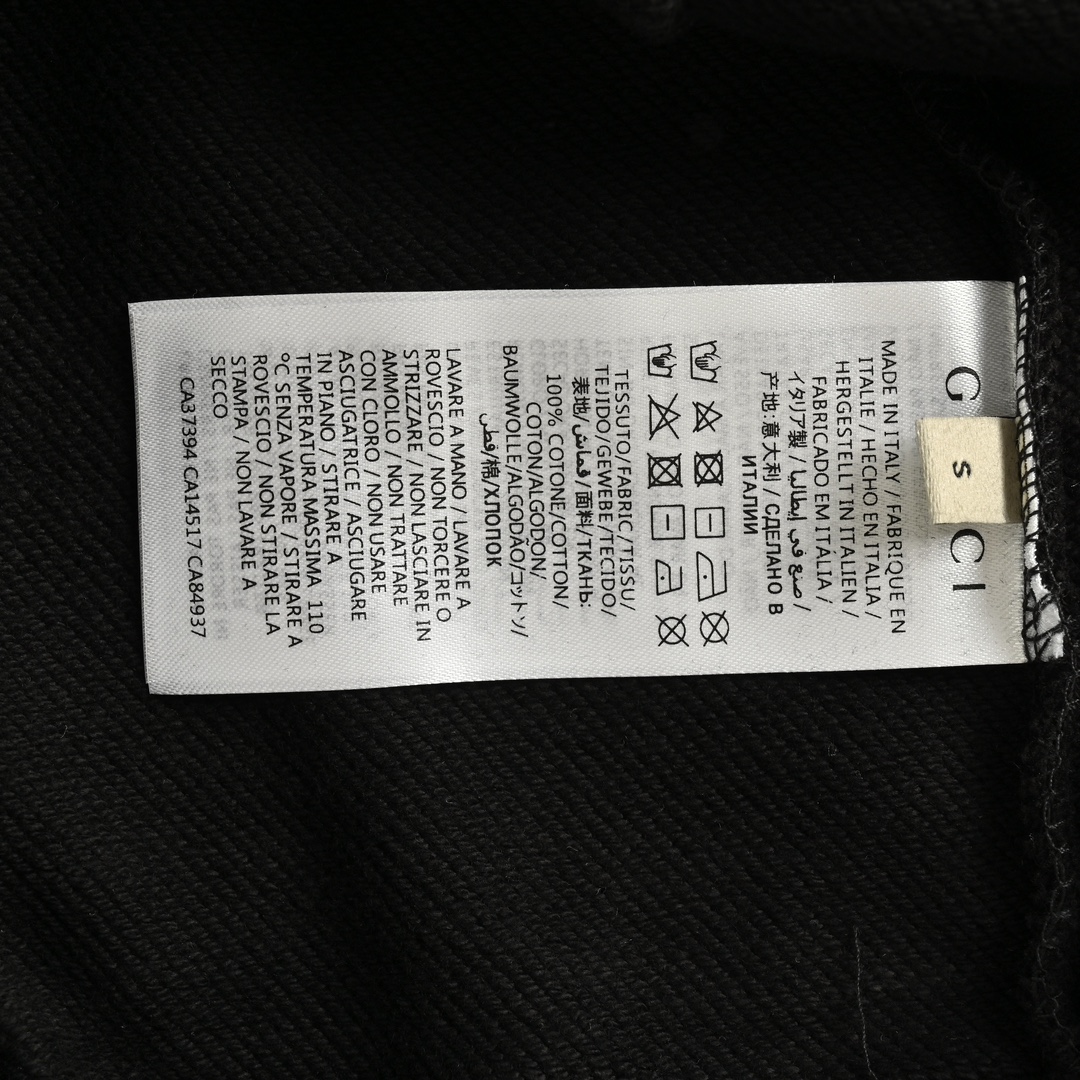 G CI
S
MADE IN ITALY / FABRIQUE EN
ITALIE / HECHO EN ITALIA /
HERGESTELLT IN ITALIEN /
FABRICADO EM ITÁLIA /
イタリア製 / صنع في إيطاليا /
产地:意大利 / СДЕЛАНО В
ИТАЛИИ
TESSUTO/FABRIC/TISSU/
TEJIDO/GEWEBE/TECIDO/
表地/قماش/面料/ТКАНЬ:
100% COTONE/COTTON/
COTON/ALGODON/
BAUMWOLLE/ALGODÃO/コットン/
قطن/棉/ХЛОПОК
LAVARE A MANO / LAVARE A
ROVESCIO / NON TORCERE O
STRIZZARE / NON LASCIARE IN
AMMOLLO / NON TRATTARE
CON CLORO / NON USARE
ASCIUGATRICE / ASCIUGARE
IN PIANO / STIRARE A
TEMPERATURA MASSIMA 110
°C SENZA VAPORE / STIRARE A
ROVESCIO / NON STIRARE LA
STAMPA / NON LAVARE A
SECCO
CA37394 CA14517 CA84937